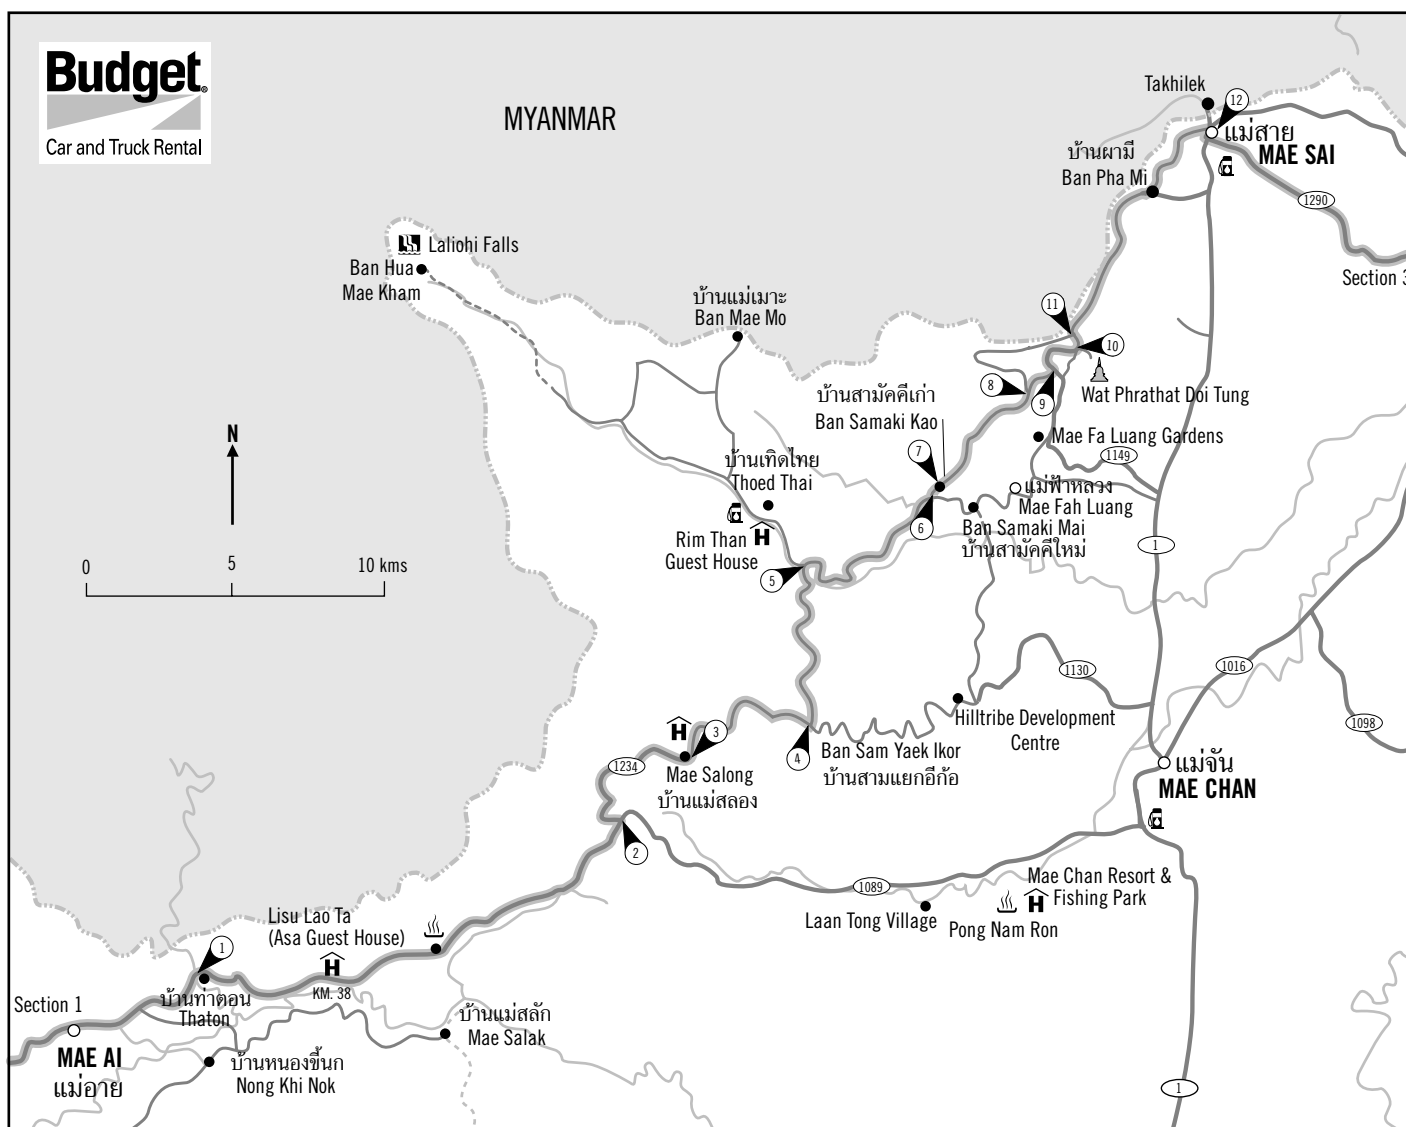 Budget®
Car and Truck Rental
MYANMAR
Takhilek
12
แม่สาย
MAE SAI
บ้านผามี
Ban Pha Mi
1290
Section 3
Laliohi Falls
Ban Hua
Mae Kham
บ้านแม่เมาะ
Ban Mae Mo
11
10
Wat Phrathat Doi Tung
8
9
บ้านสามัคคีเก่า
Ban Samaki Kao
Mae Fa Luang Gardens
1149
7
N
บ้านเทิดไทย
Thoed Thai
แม่ฟ้าหลวง
Mae Fah Luang
6
Ban Samaki Mai
บ้านสามัคคีใหม่
H
Rim Than
Guest House
5
1
0
5
10 kms
1130
1016
Hilltribe Development
Centre
1098
H
3
4
Ban Sam Yaek Ikor
บ้านสามแยกอีก้อ
1234
Mae Salong
บ้านแม่สลอง
แม่จัน
MAE CHAN
2
1089
Mae Chan Resort &
Fishing Park
H
Laan Tong Village
Pong Nam Ron
Lisu Lao Ta
(Asa Guest House)
H
KM. 38
1
Section 1
บ้านท่าตอน
Thaton
บ้านแม่สลัก
Mae Salak
MAE AI
แม่อาย
บ้านหนองขี้นก
Nong Khi Nok
1